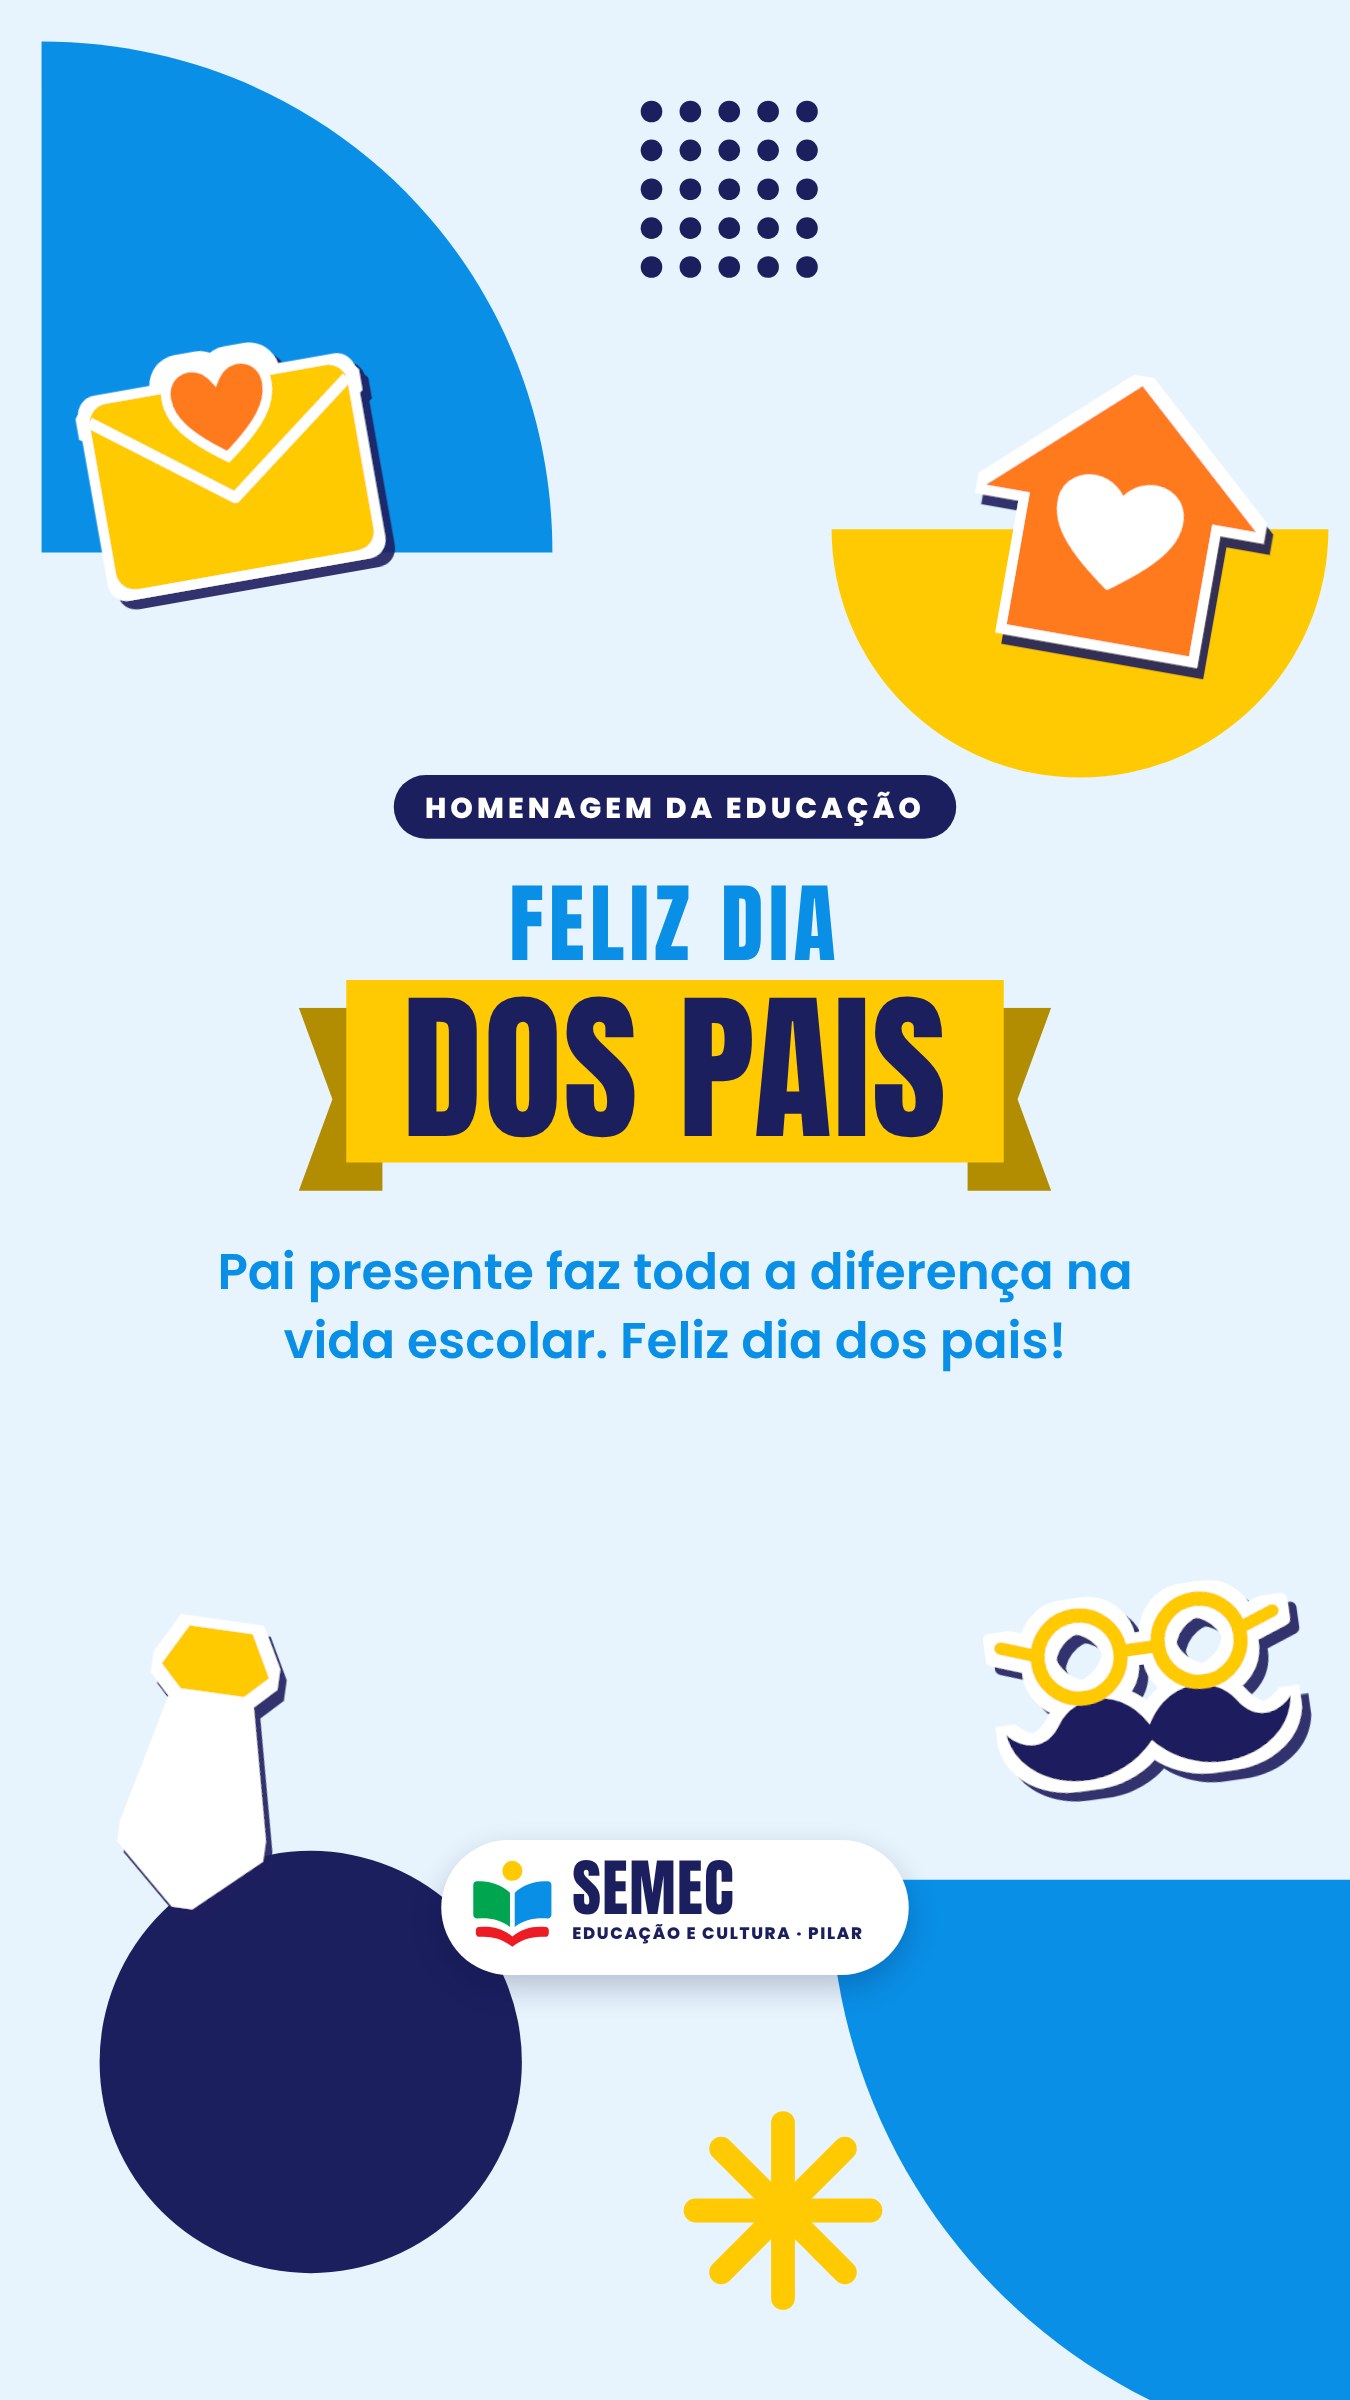 HOMENAGEM DA EDUCAÇÃO
FELIZ DIA
DOS PAIS
Pai presente faz toda a diferença na
vida escolar. Feliz dia dos pais!
SEMEC
EDUCAÇÃO E CULTURA · PILAR